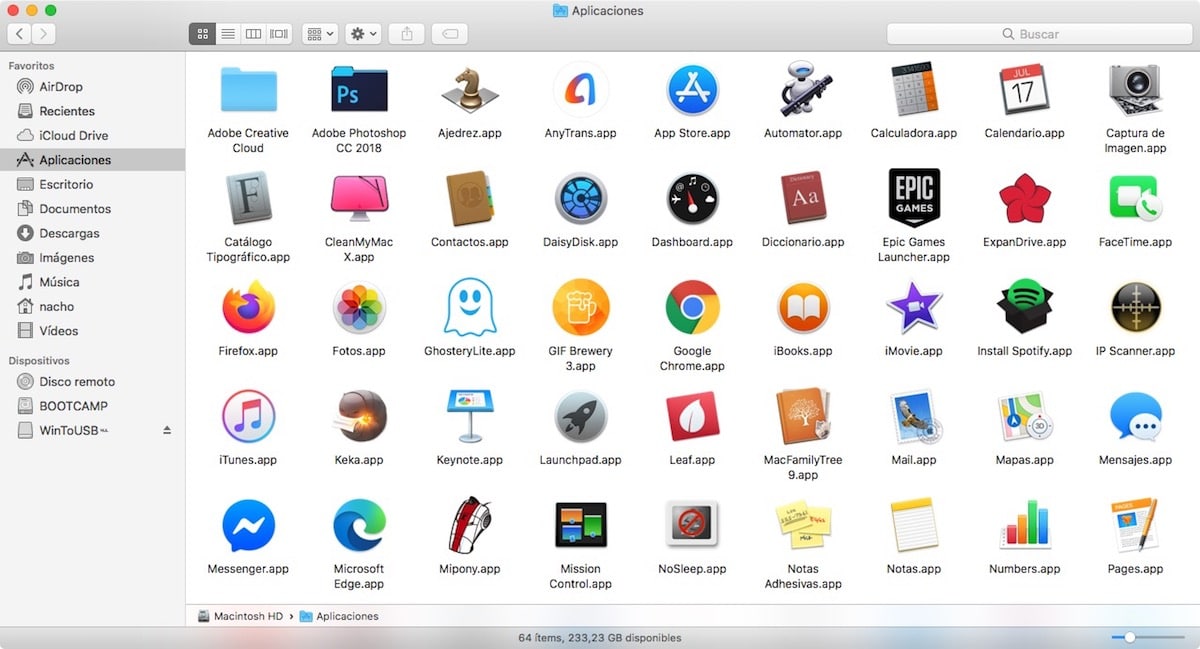 Aplicaciones
Buscar
Favoritos
AirDrop
Recientes
iCloud Drive
Aplicaciones
Escritorio
Documentos
Descargas
Imágenes
Música
nacho
Vídeos
Dispositivos
Disco remoto
BOOTCAMP
WinToUSB
Adobe Creative
Cloud
Ps
Adobe Photoshop
CC 2018
Ajedrez.app
AnyTrans.app
App Store.app
Automator.app
Calculadora.app
JUL
17
Calendario.app
Captura de
Imagen.app
F
Catálogo
Tipográfico.app
CleanMyMac
X.app
Contactos.app
DaisyDisk.app
Dashboard.app
Dictionary
Aa
Diccionario.app
EPIC
GAMES
Epic Games
Launcher.app
ExpanDrive.app
FaceTime.app
Firefox.app
Fotos.app
GhosteryLite.app
GIF Brewery
3.app
Google
Chrome.app
iBooks.app
iMovie.app
Install Spotify.app
IP Scanner.app
iTunes.app
Keka.app
Keynote.app
Launchpad.app
Leaf.app
MacFamilyTree
9.app
Mail.app
3D
Mapas.app
Mensajes.app
Messenger.app
Microsoft
Edge.app
Mipony.app
Mission
Control.app
NoSleep.app
Notas
Adhesivas.app
Notas.app
Numbers.app
PAGES
Pages.app
Macintosh HD › Aplicaciones
64 ítems, 233,23 GB disponibles